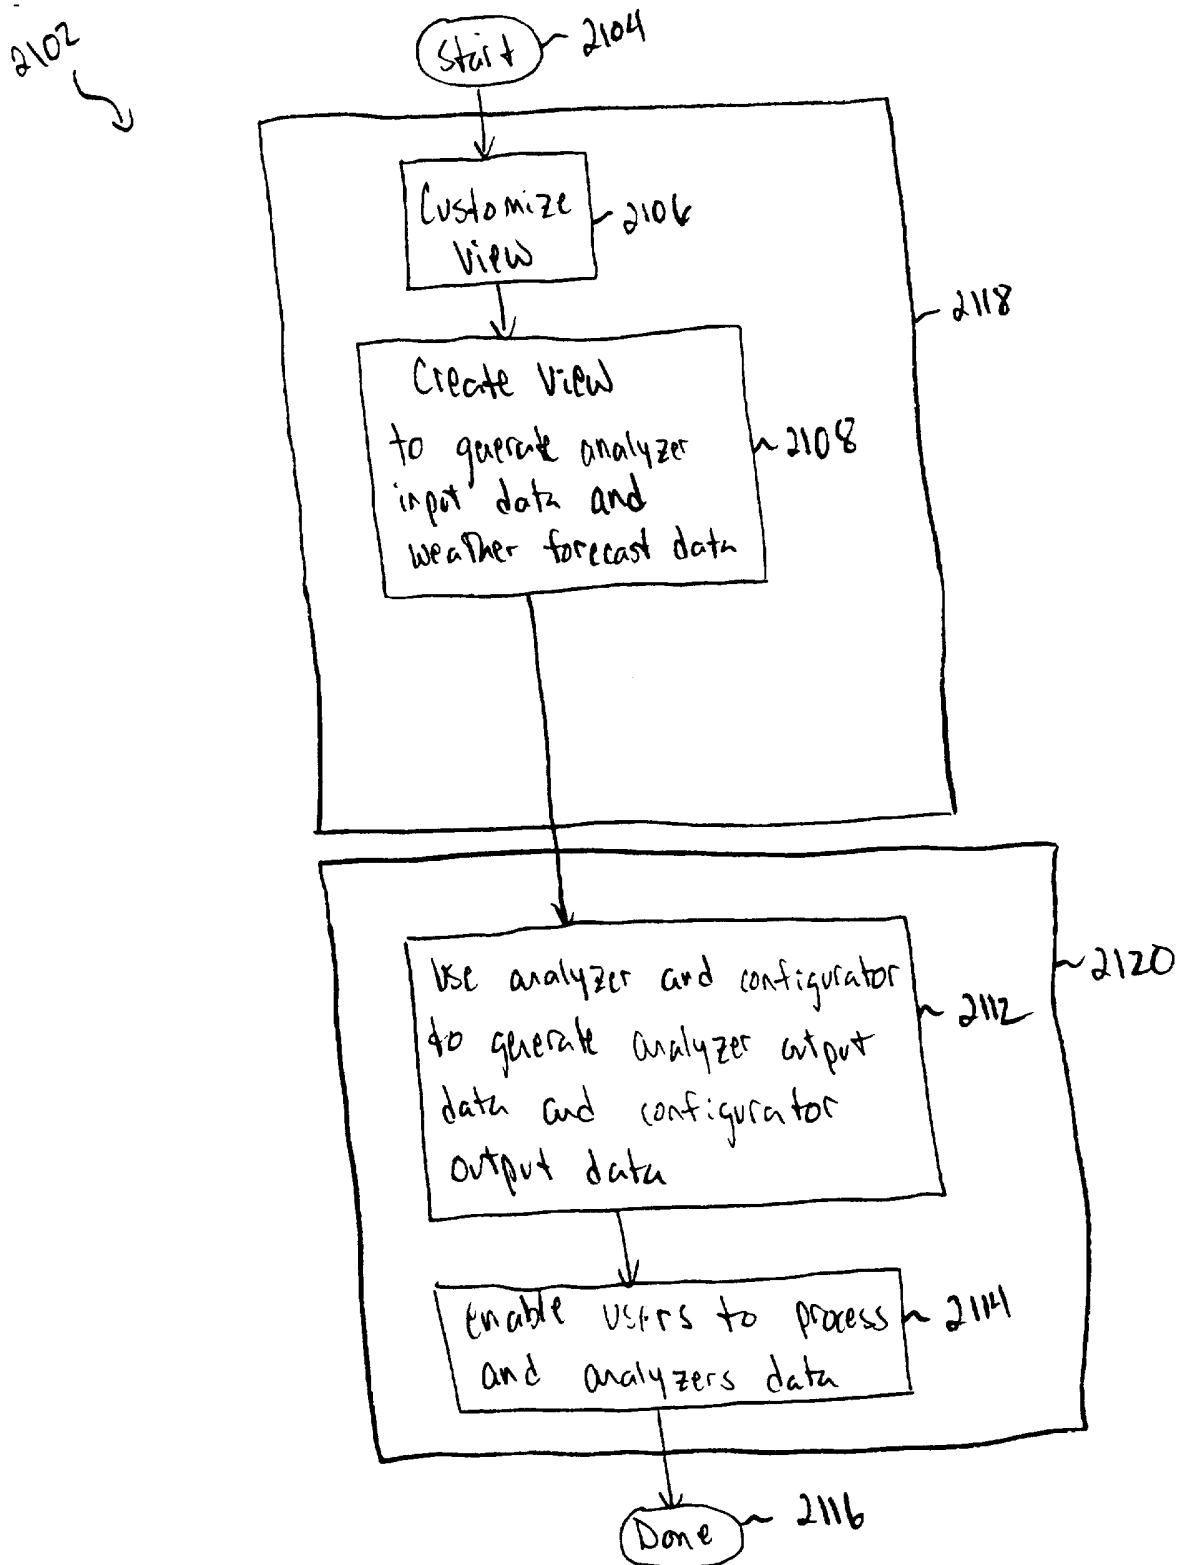 2102
Start 2104
Customize
View
2106
2118
Create View
to generate analyzer
input data and
weather forecast data
2108
2120
Use analyzer and configurator
to generate analyzer output
data and configurator
output data
2112
Enable users to process
and analyzers data
2114
Done 2116